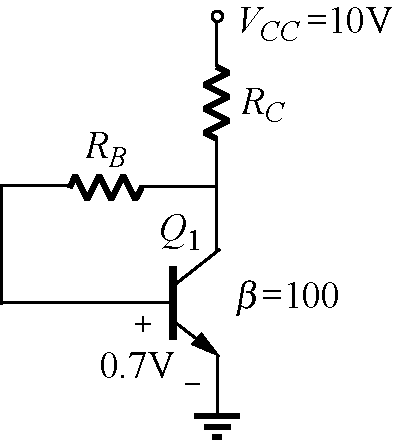 V_CC=10V
R_C
R_B
Q_1
β=100
+
0.7V
−